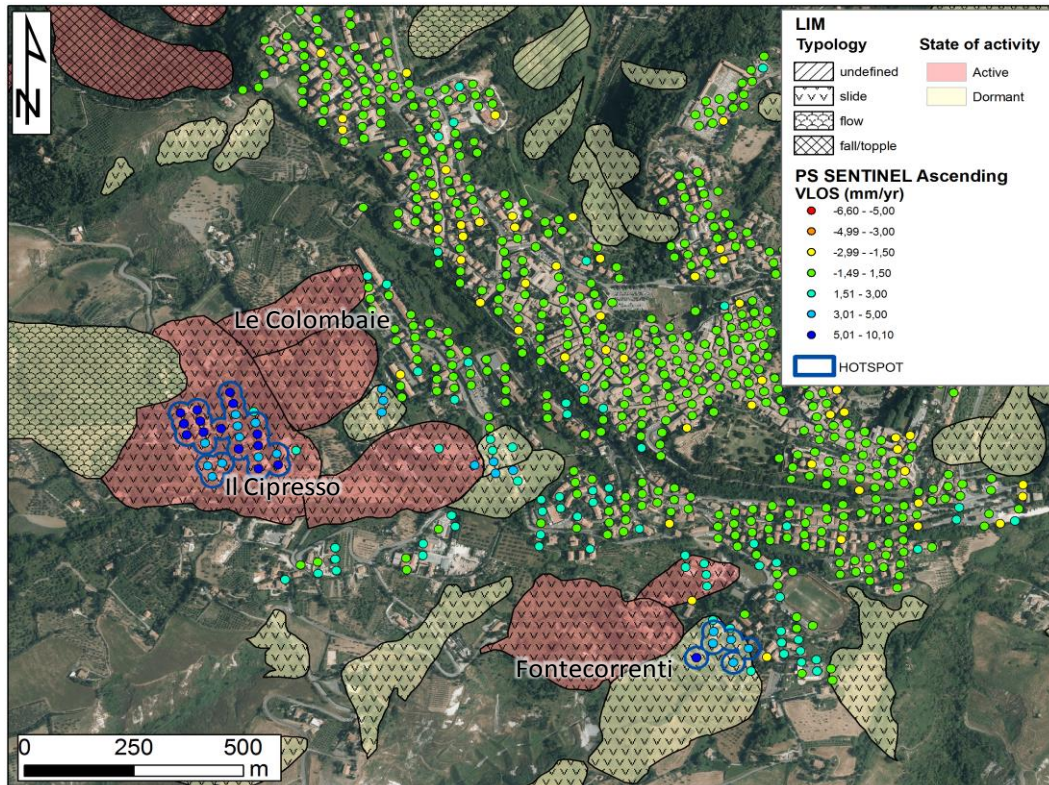 N
LIM
Typology
undefined
slide
flow
fall/topple
State of activity
Active
Dormant
PS SENTINEL Ascending
VLOS (mm/yr)
-6,60 - -5,00
-4,99 - -3,00
-2,99 - -1,50
-1,49 - 1,50
1,51 - 3,00
3,01 - 5,00
5,01 - 10,10
HOTSPOT
Le Colombaie
Il Cipresso
Fontecorrenti
0 250 500
m